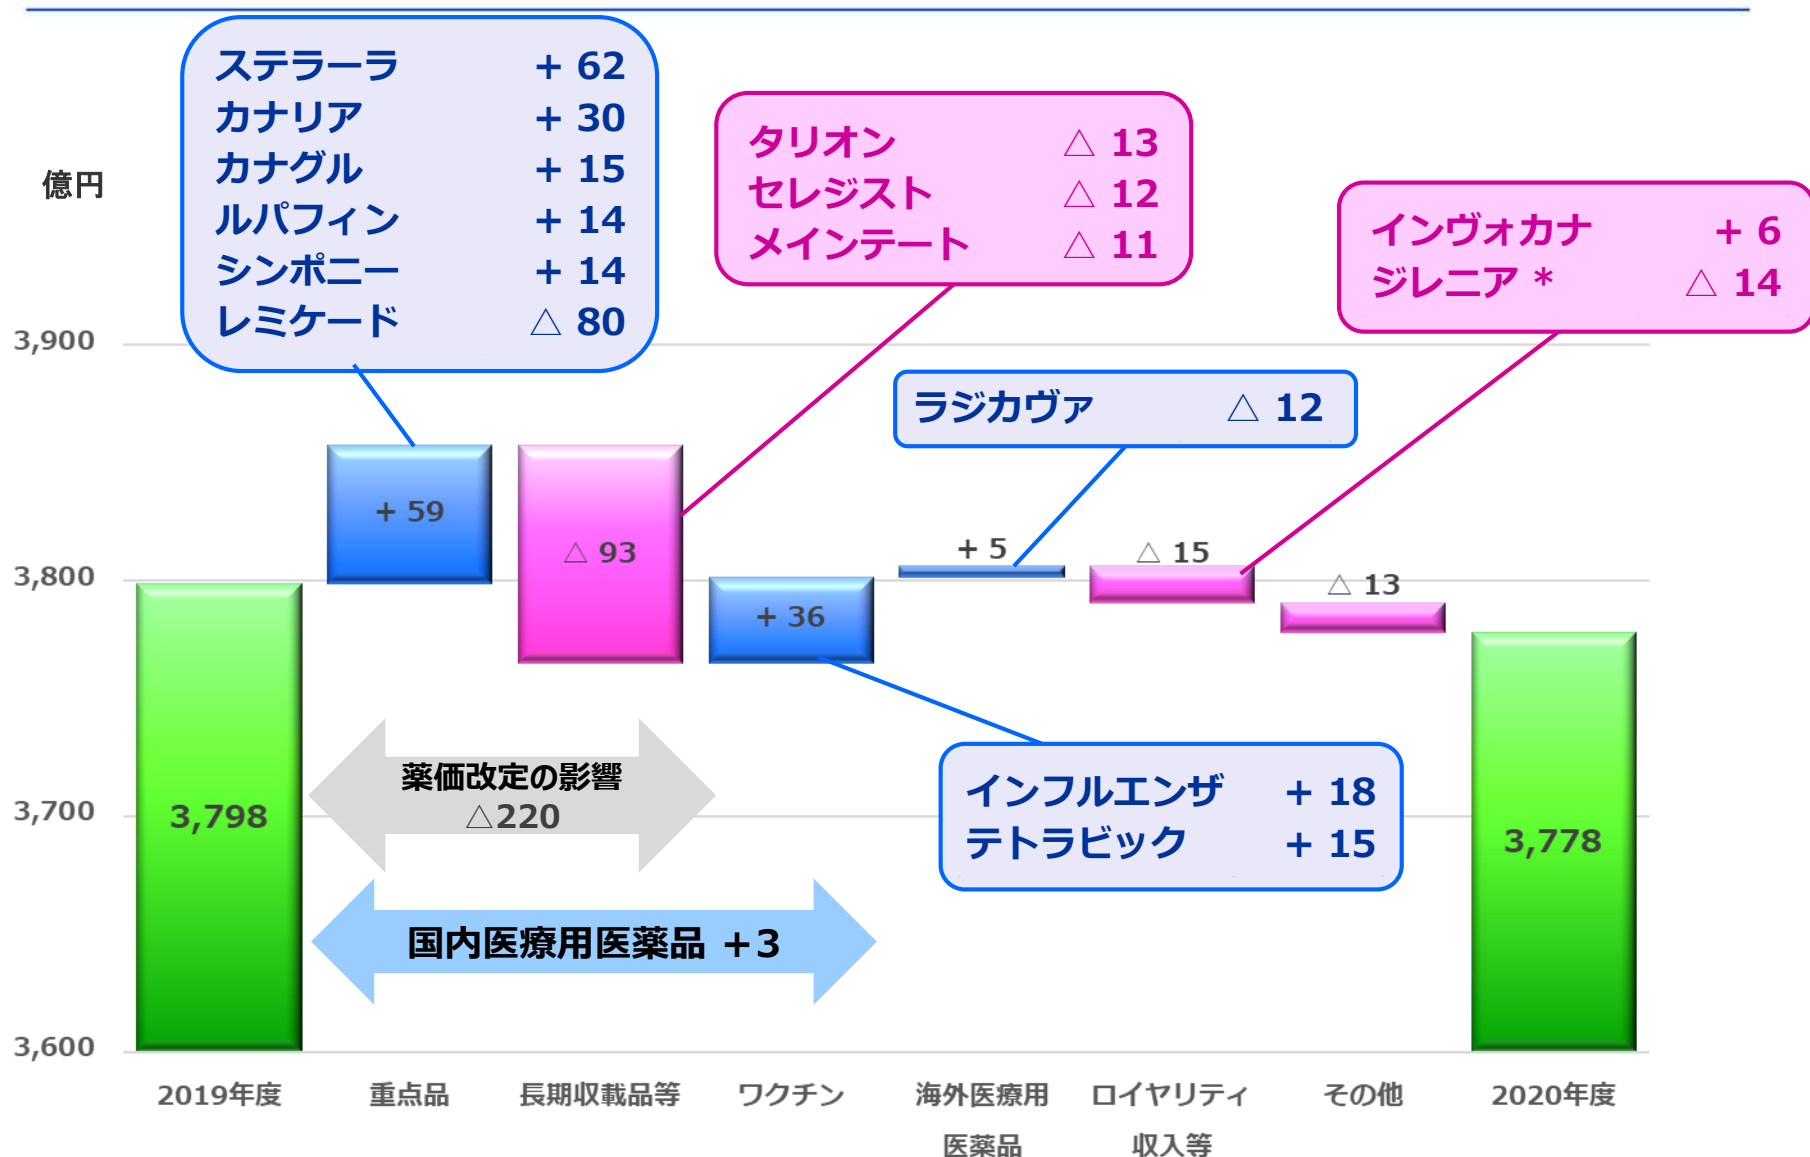 ステラーラ + 62
カナリア + 30
カナグル + 15
ルパフィン + 14
シンポニー + 14
レミケード △ 80
タリオン △ 13
セレジスト △ 12
メインテート △ 11
インヴォカナ + 6
ジレニア * △ 14
億円
ラジカヴァ △ 12
3,900
3,800
3,700
3,600
+ 59
△ 93
+ 36
+ 5
△ 15
△ 13
3,798
3,778
薬価改定の影響
△220
インフルエンザ + 18
テトラビック + 15
国内医療用医薬品 +3
2019年度
重点品
長期収載品等
ワクチン
海外医療用
医薬品
ロイヤリティ
収入等
その他
2020年度